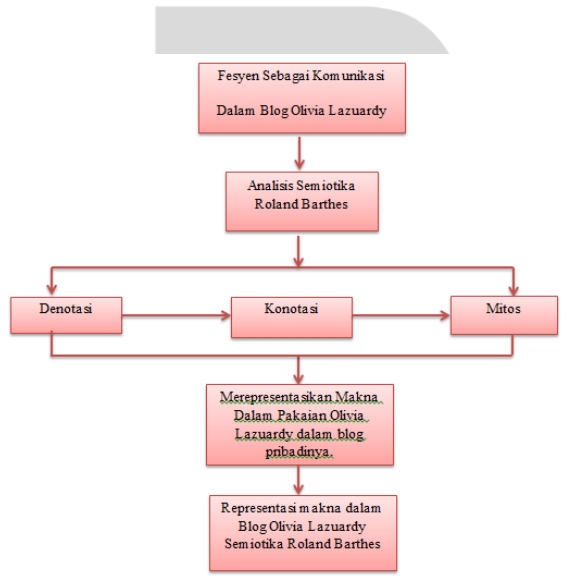 Fesyen Sebagai Komunikasi
Dalam Blog Olivia Lazuardy
Analisis Semiotika
Roland Barthes
Denotasi
Konotasi
Mitos
Merepresentasikan Makna
Dalam Pakaian Olivia
Lazuardy dalam blog
pribadinya.
Representasi makna dalam
Blog Olivia Lazuardy
Semiotika Roland Barthes